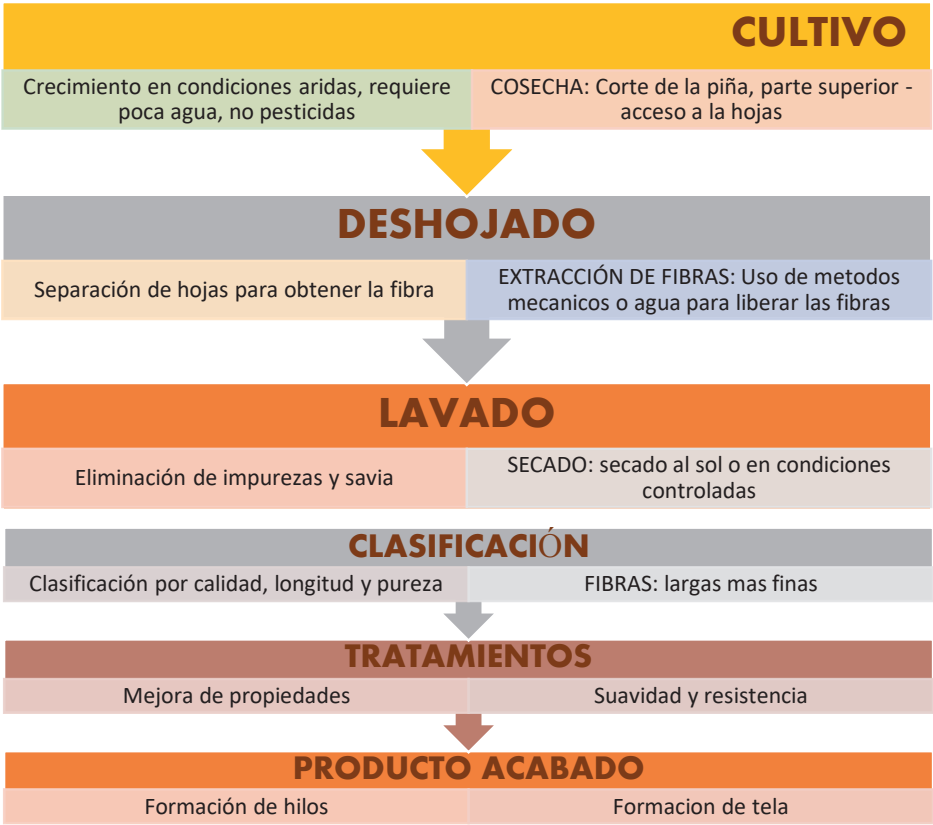 CULTIVO
Crecimiento en condiciones aridas, requiere
poca agua, no pesticidas
COSECHA: Corte de la piña, parte superior -
acceso a la hojas
DESHOJADO
Separación de hojas para obtener la fibra
EXTRACCIÓN DE FIBRAS: Uso de metodos
mecanicos o agua para liberar las fibras
LAVADO
Eliminación de impurezas y savia
SECADO: secado al sol o en condiciones
controladas
CLASIFICACIÓN
Clasificación por calidad, longitud y pureza
FIBRAS: largas mas finas
TRATAMIENTOS
Mejora de propiedades
Suavidad y resistencia
PRODUCTO ACABADO
Formación de hilos
Formacion de tela